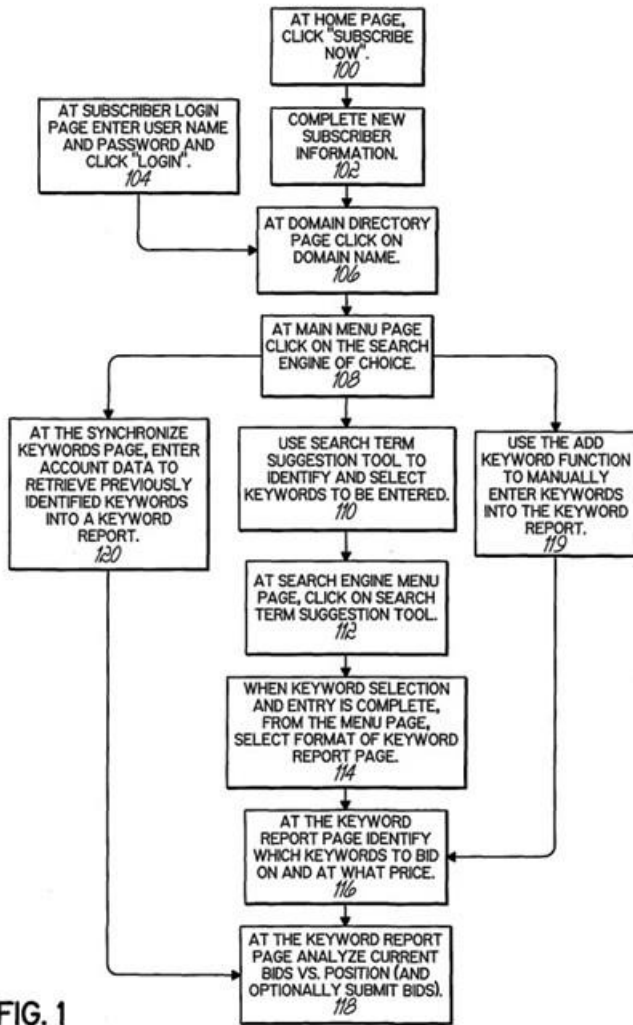 AT HOME PAGE,
CLICK "SUBSCRIBE
NOW".
100
AT SUBSCRIBER LOGIN
PAGE ENTER USER NAME
AND PASSWORD AND
CLICK "LOGIN".
104
COMPLETE NEW
SUBSCRIBER
INFORMATION.
102
AT DOMAIN DIRECTORY
PAGE CLICK ON
DOMAIN NAME.
106
AT MAIN MENU PAGE
CLICK ON THE SEARCH
ENGINE OF CHOICE.
108
AT THE SYNCHRONIZE
KEYWORDS PAGE, ENTER
ACCOUNT DATA TO
RETRIEVE PREVIOUSLY
IDENTIFIED KEYWORDS
INTO A KEYWORD
REPORT.
120
USE SEARCH TERM
SUGGESTION TOOL TO
IDENTIFY AND SELECT
KEYWORDS TO BE ENTERED.
110
USE THE ADD
KEYWORD FUNCTION
TO MANUALLY
ENTER KEYWORDS
INTO THE KEYWORD
REPORT.
119
AT SEARCH ENGINE MENU
PAGE, CLICK ON SEARCH
TERM SUGGESTION TOOL.
112
WHEN KEYWORD SELECTION
AND ENTRY IS COMPLETE,
FROM THE MENU PAGE,
SELECT FORMAT OF KEYWORD
REPORT PAGE.
114
AT THE KEYWORD
REPORT PAGE IDENTIFY
WHICH KEYWORDS TO BID
ON AND AT WHAT PRICE.
116
AT THE KEYWORD REPORT
PAGE ANALYZE CURRENT
BIDS VS. POSITION (AND
OPTIONALLY SUBMIT BIDS).
118
FIG. 1